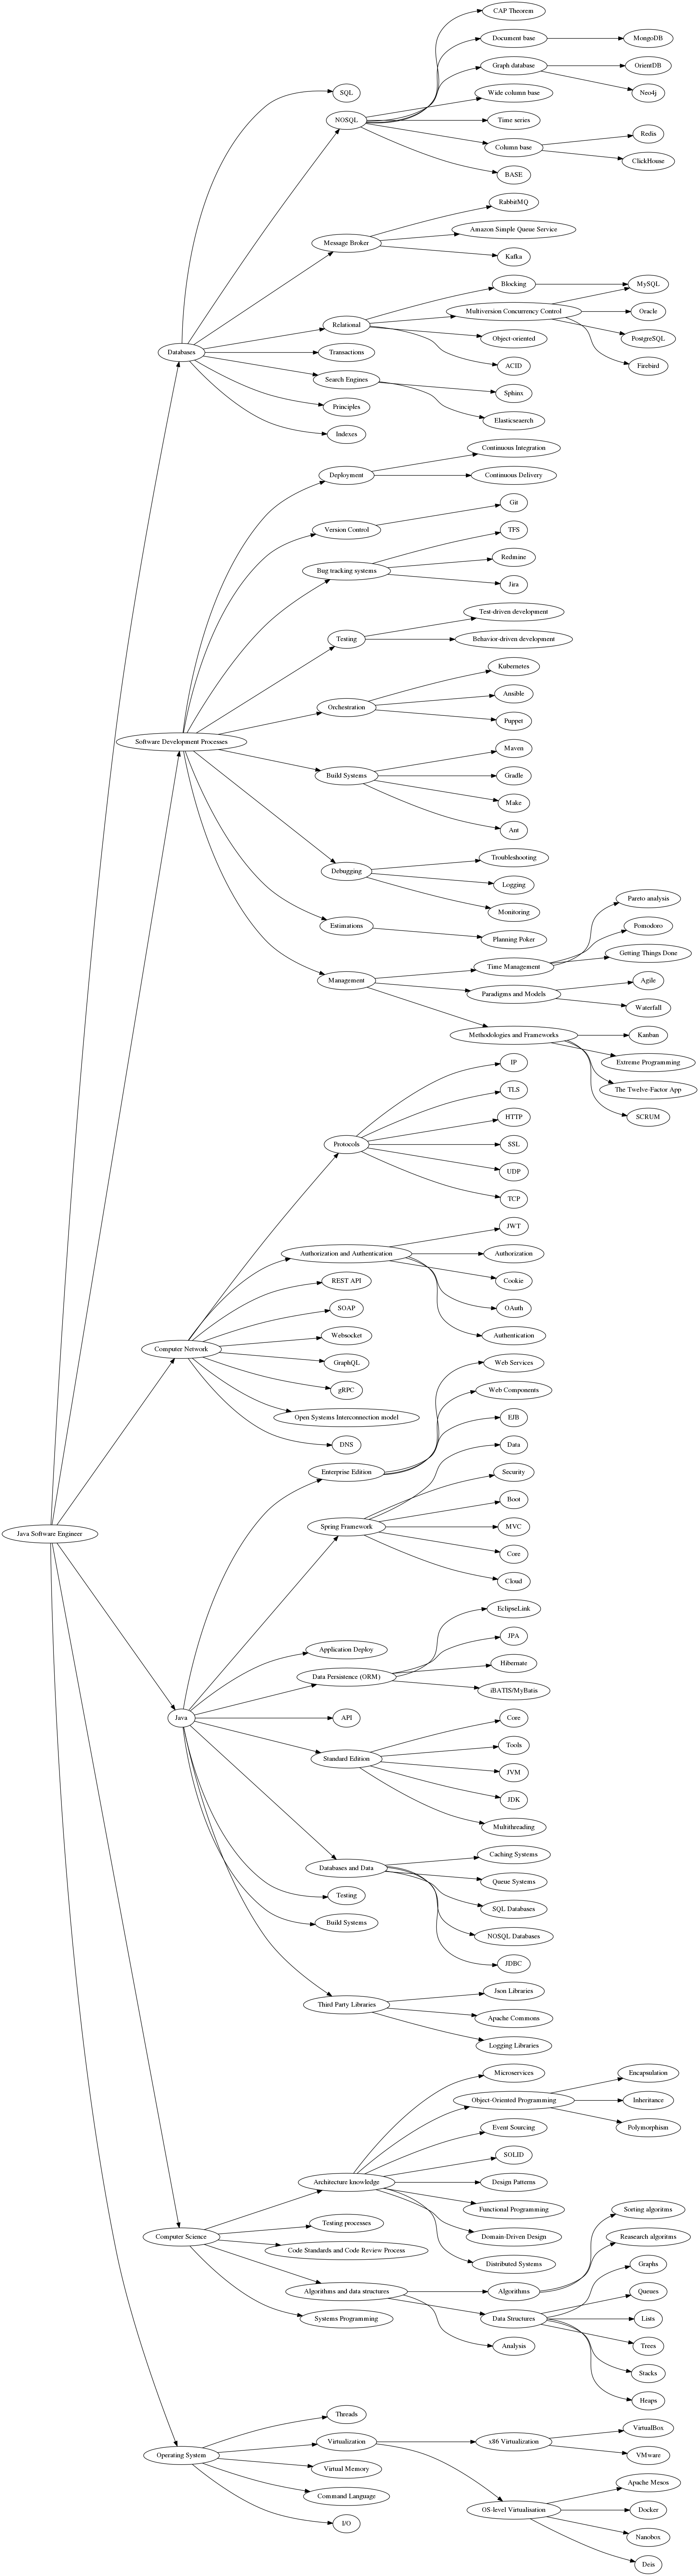 CAP Theorem
Document base
MongoDB
Graph database
OrientDB
SQL
Wide column base
Neo4j
NOSQL
Time series
Redis
Column base
ClickHouse
BASE
RabbitMQ
Amazon Simple Queue Service
Message Broker
Kafka
Blocking
MySQL
Multiversion Concurrency Control
Oracle
Relational
Object-oriented
PostgreSQL
Databases
Transactions
ACID
Firebird
Search Engines
Sphinx
Principles
Elasticseaerch
Indexes
Continuous Integration
Deployment
Continuous Delivery
Git
Version Control
TFS
Bug tracking systems
Redmine
Jira
Test-driven development
Testing
Behavior-driven development
Kubernetes
Ansible
Orchestration
Puppet
Software Development Processes
Maven
Build Systems
Gradle
Make
Ant
Troubleshooting
Debugging
Logging
Monitoring
Pareto analysis
Estimations
Pomodoro
Planning Poker
Getting Things Done
Time Management
Management
Agile
Paradigms and Models
Waterfall
Methodologies and Frameworks
Kanban
IP
Extreme Programming
TLS
The Twelve-Factor App
HTTP
SCRUM
Protocols
SSL
UDP
TCP
JWT
Authorization and Authentication
Authorization
REST API
Cookie
SOAP
OAuth
Websocket
Authentication
Computer Network
GraphQL
Web Services
gRPC
Web Components
Open Systems Interconnection model
EJB
DNS
Data
Enterprise Edition
Security
Boot
Spring Framework
MVC
Java Software Engineer
Core
Cloud
EclipseLink
JPA
Application Deploy
Hibernate
Data Persistence (ORM)
iBATIS/MyBatis
Java
API
Core
Tools
Standard Edition
JVM
JDK
Multithreading
Caching Systems
Databases and Data
Queue Systems
Testing
SQL Databases
Build Systems
NOSQL Databases
JDBC
Json Libraries
Third Party Libraries
Apache Commons
Logging Libraries
Microservices
Encapsulation
Object-Oriented Programming
Inheritance
Event Sourcing
Polymorphism
SOLID
Architecture knowledge
Design Patterns
Functional Programming
Sorting algoritms
Testing processes
Computer Science
Domain-Driven Design
Reasearch algoritms
Code Standards and Code Review Process
Distributed Systems
Graphs
Algorithms and data structures
Algorithms
Queues
Systems Programming
Data Structures
Lists
Analysis
Trees
Stacks
Heaps
Threads
VirtualBox
Virtualization
x86 Virtualization
Operating System
VMware
Virtual Memory
Apache Mesos
Command Language
OS-level Virtualisation
Docker
I/O
Nanobox
Deis